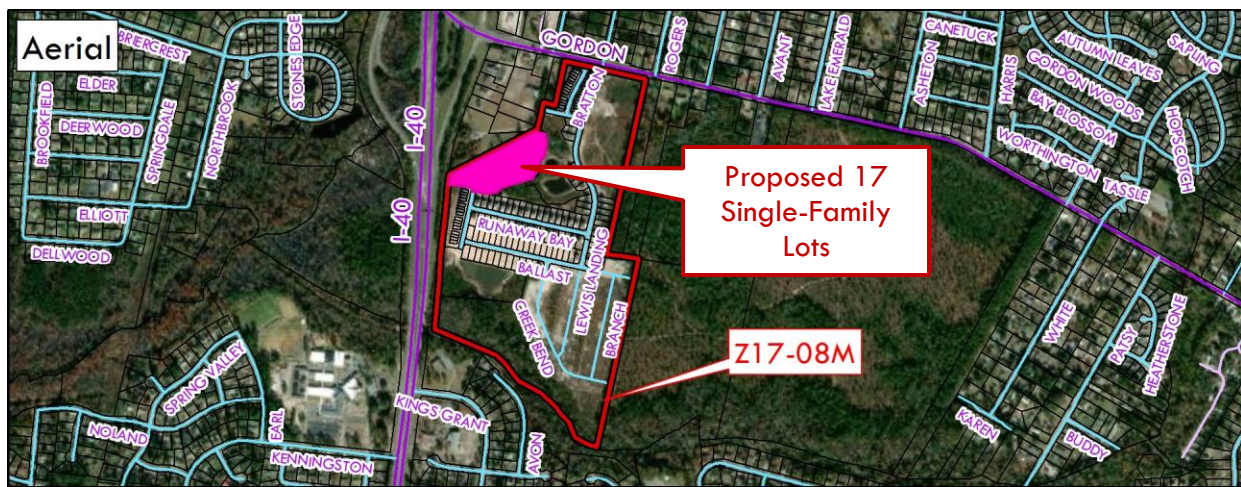 Aerial
BRIERCREST
ELDER
DEERWOOD
BROOKFIELD
SPRINGDALE
NORTHBROOK
STONES EDGE
ELLIOTT
DELLWOOD
I-40
I-40
GORDON
BRATTON
ROGERS
AVANT
LAKE EMERALD
CANETUCK
ASHETON
HARRIS
AUTUMN LEAVES
SAPLING
GORDON WOODS
BAY BLOSSOM
HOPSCOTCH
WORTHINGTON
TASSLE
Proposed 17
Single-Family
Lots
RUNAWAY BAY
BALLAST
LEWIS LANDING
CREEK BEND
BRANCH
Z17-08M
WHITE
PATSY
HEATHERSTONE
KAREN
BUDDY
SPRING VALLEY
NOLAND
EARL
KENNINGTON
KINGS GRANT
AVON